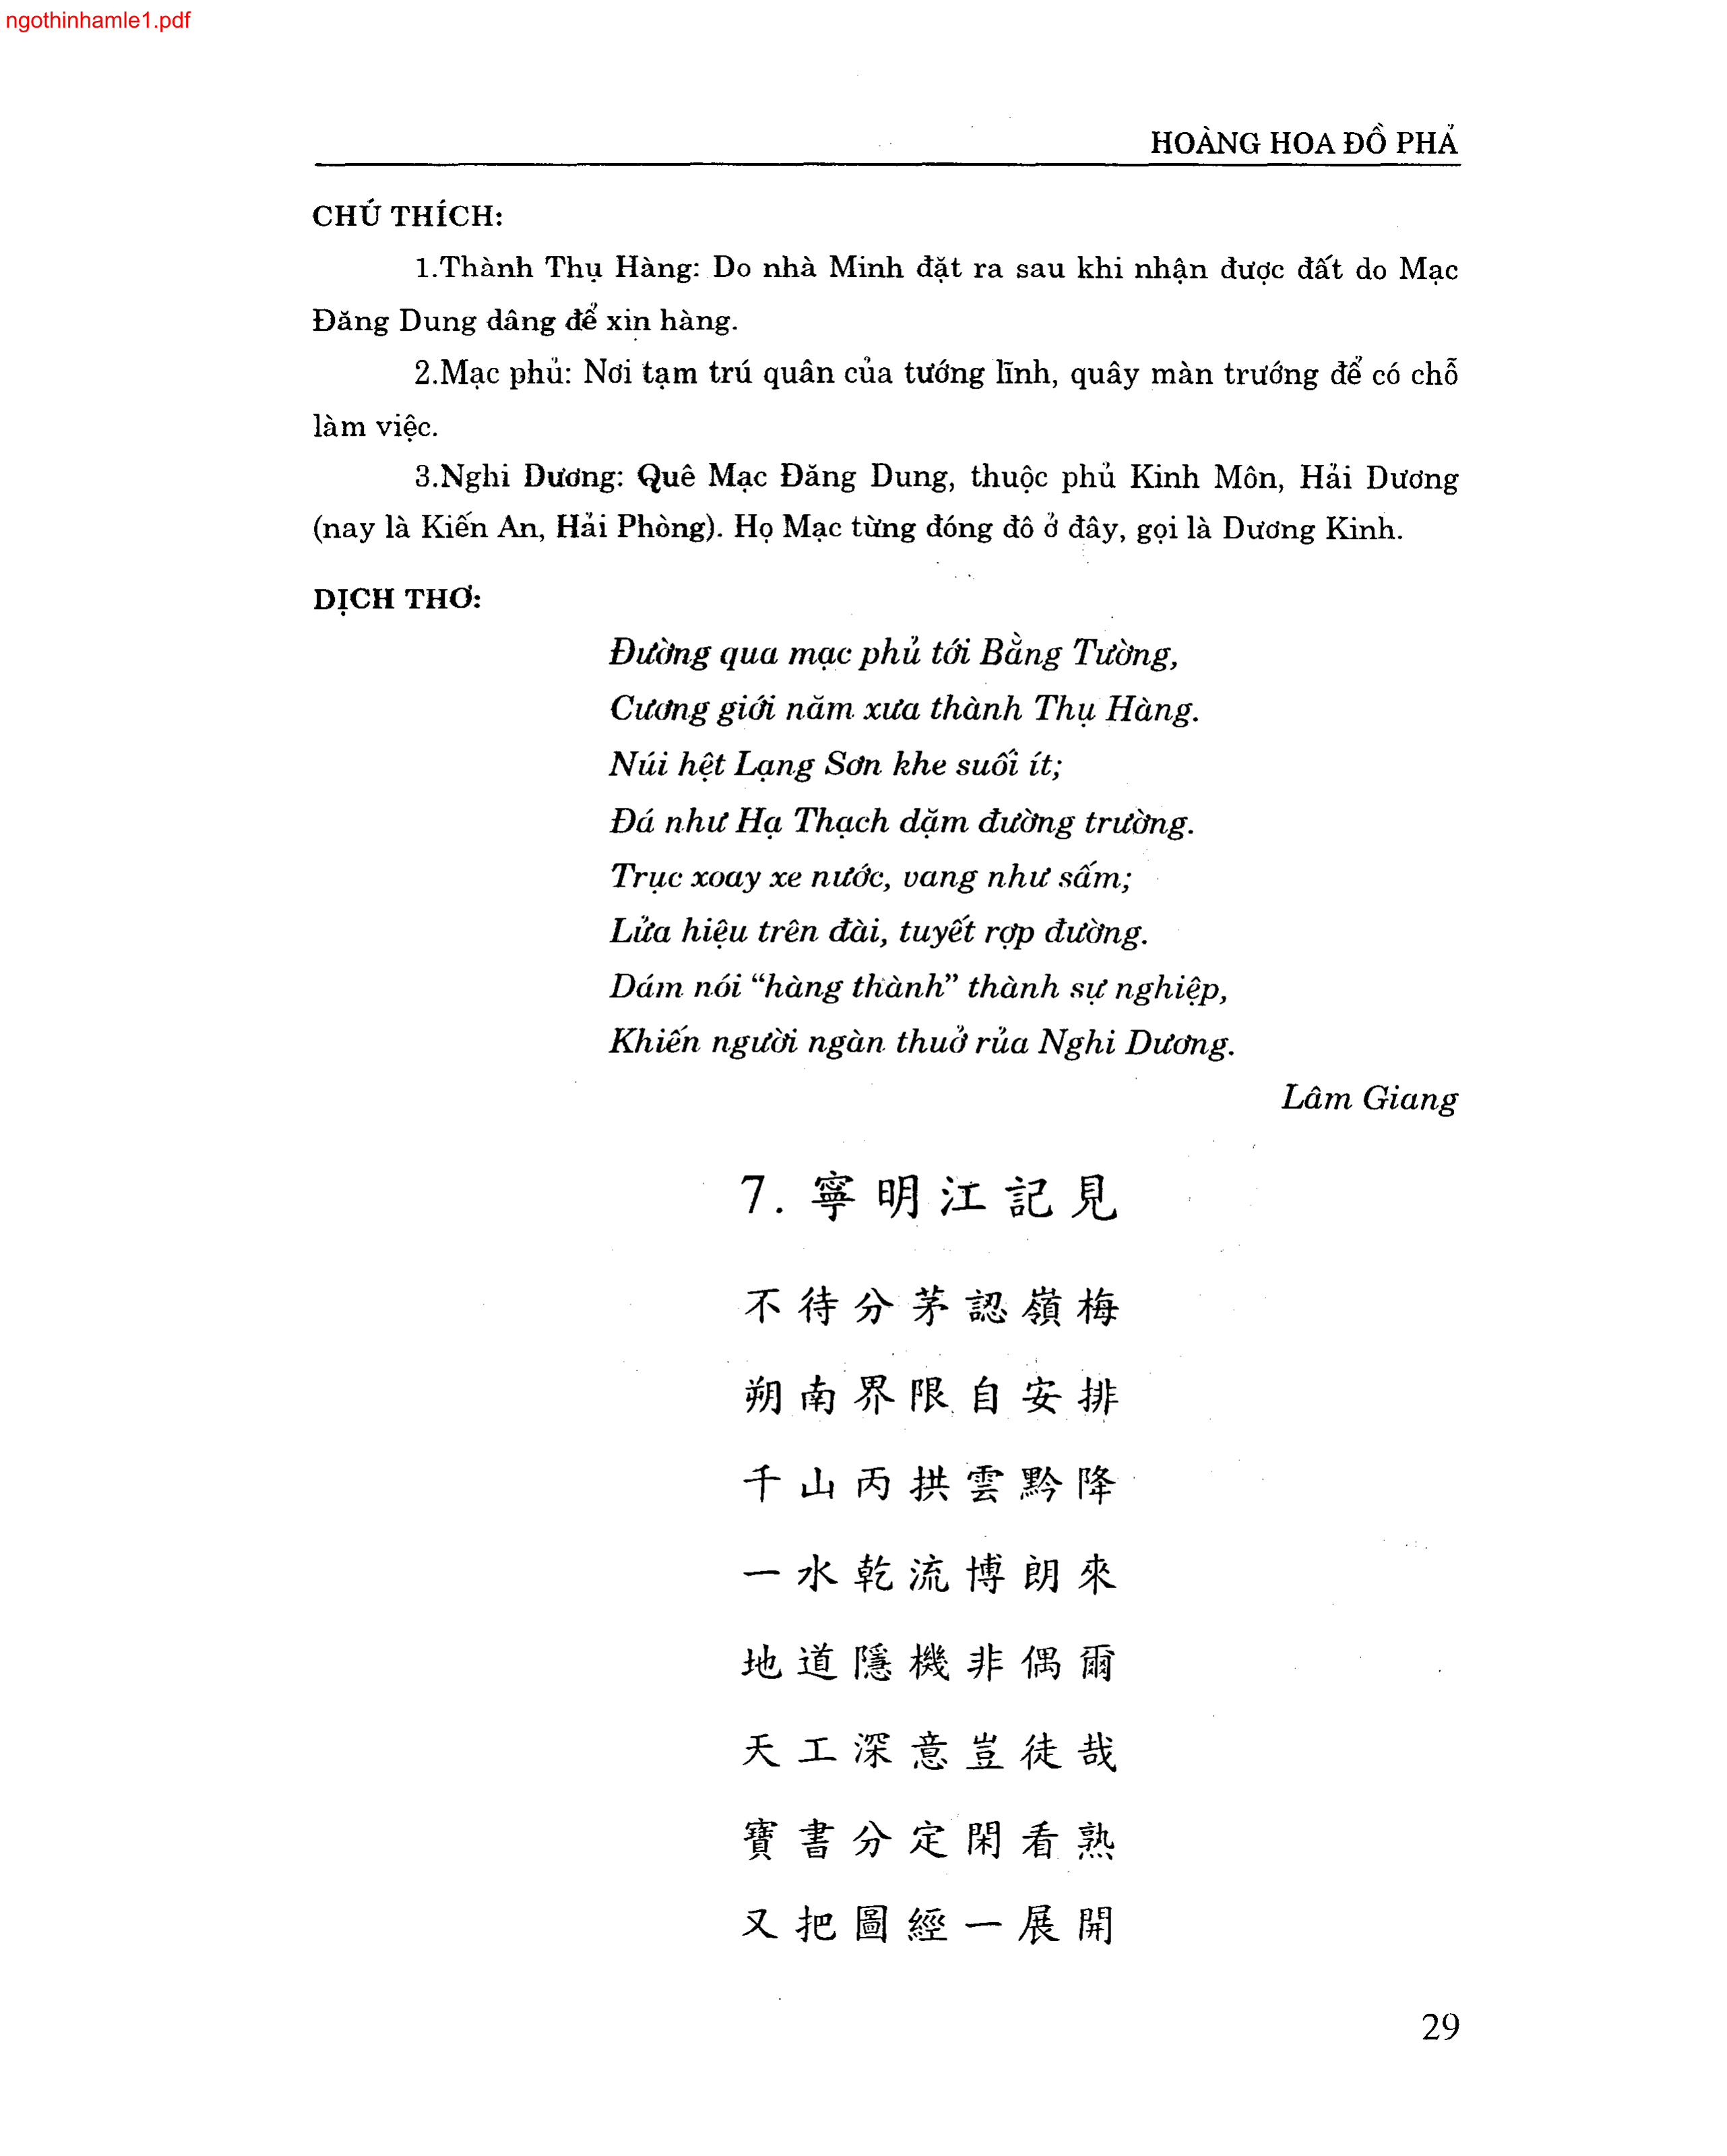 ngothinhamle1.pdf
HOÀNG HOA ĐỒ PHẢ
CHÚ THÍCH:
1.Thành Thụ Hàng: Do nhà Minh đặt ra sau khi nhận được đất do Mạc
Đăng Dung dâng để xin hàng.
2.Mạc phủ: Nơi tạm trú quân của tướng lĩnh, quây màn trướng để có chỗ
làm việc.
3.Nghi Dương: Quê Mạc Đăng Dung, thuộc phủ Kinh Môn, Hải Dương
(nay là Kiến An, Hải Phòng). Họ Mạc từng đóng đô ở đây, gọi là Dương Kinh.
DỊCH THƠ:
Đường qua mạc phủ tới Bằng Tường,
Cương giới năm xưa thành Thụ Hàng.
Núi hệt Lạng Sơn khe suối ít;
Đá như Hạ Thạch dặm đường trường.
Trục xoay xe nước, vang như sấm;
Lửa hiệu trên đài, tuyết rợp đường.
Dám nói “hàng thành” thành sự nghiệp,
Khiến người ngàn thuở rủa Nghi Dương.
Lâm Giang
7. 寧明江記見
不待分茅認嶺梅
朔南界限自安排
千山丙拱雲黔降
一水乾流博朗來
地道隱機非偶爾
天工深意豈徒哉
寶書分定閑看熟
又把圖經一展開
29